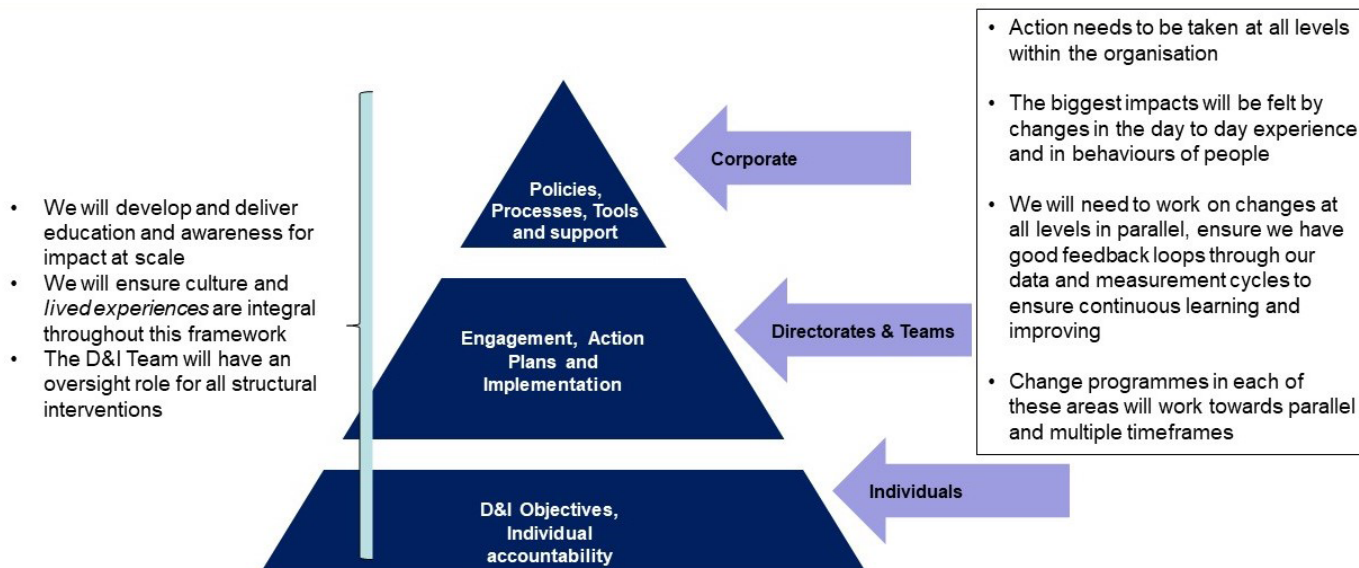 • We will develop and deliver
education and awareness for
impact at scale
• We will ensure culture and
lived experiences are integral
throughout this framework
• The D&I Team will have an
oversight role for all structural
interventions
Policies,
Processes, Tools
and support
Corporate
Engagement, Action
Plans and
Implementation
Directorates & Teams
D&I Objectives,
Individual
accountability
Individuals
• Action needs to be taken at all levels
within the organisation
• The biggest impacts will be felt by
changes in the day to day experience
and in behaviours of people
• We will need to work on changes at
all levels in parallel, ensure we have
good feedback loops through our
data and measurement cycles to
ensure continuous learning and
improving
• Change programmes in each of
these areas will work towards parallel
and multiple timeframes